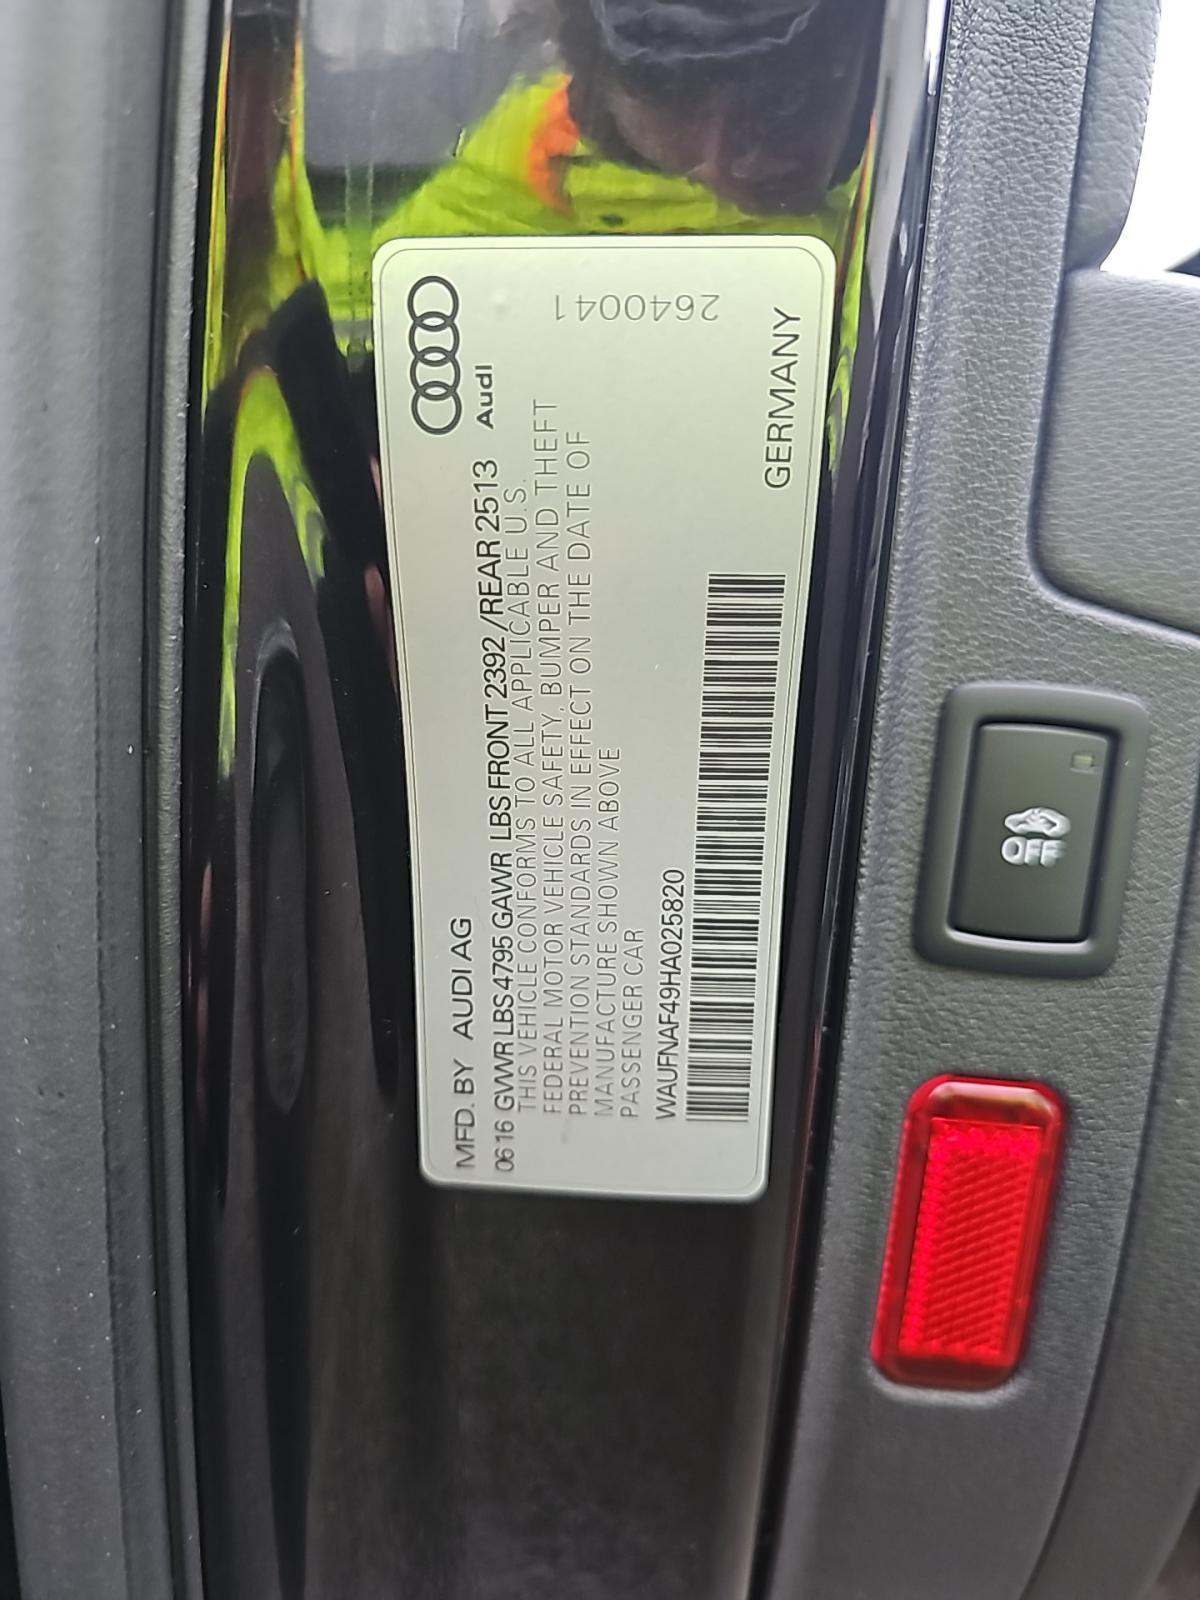 Audi
MFD. BY AUDI AG
06 16 GVWR LBS 4795 GAWR LBS FRONT 2392 /REAR 2513
THIS VEHICLE CONFORMS TO ALL APPLICABLE U.S.
FEDERAL MOTOR VEHICLE SAFETY, BUMPER AND THEFT
PREVENTION STANDARDS IN EFFECT ON THE DATE OF
MANUFACTURE SHOWN ABOVE
PASSENGER CAR
WAUFNAF49HA025820
GERMANY
2640041
OFF